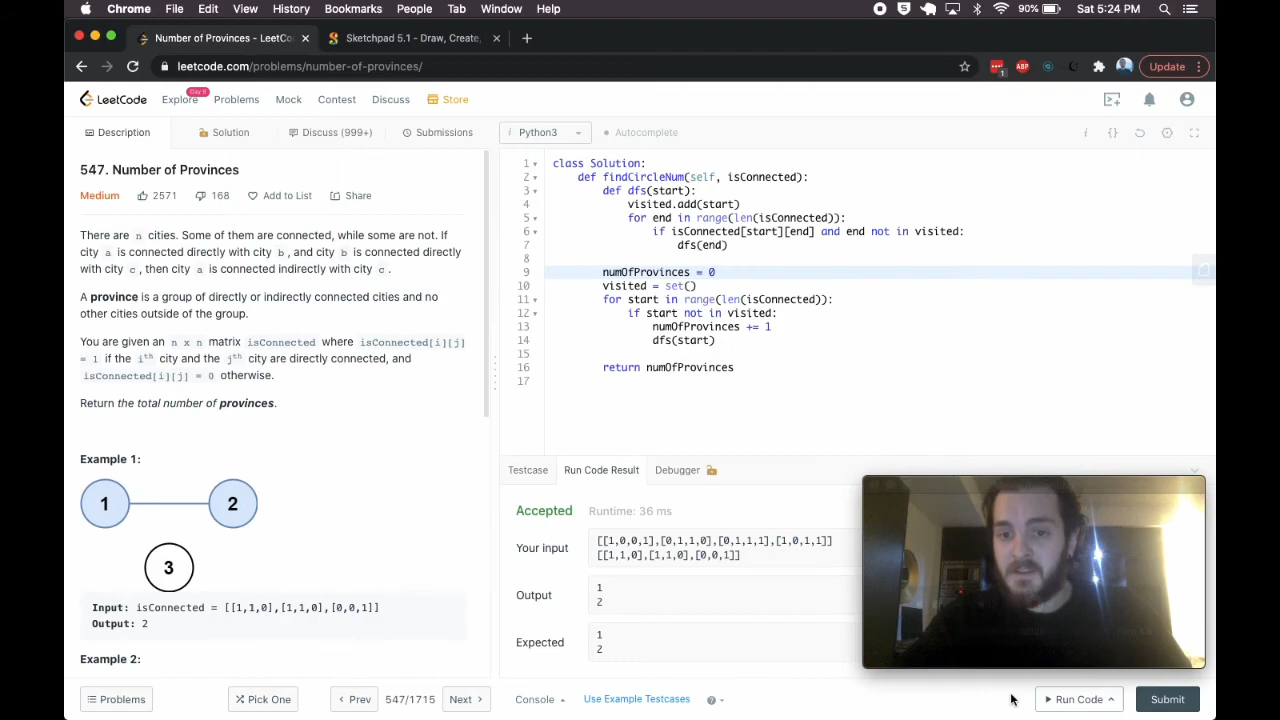 Chrome File Edit View History Bookmarks People Tab Window Help 90% Sat 5:24 PM
Number of Provinces - LeetCo Sketchpad 5.1 - Draw, Create,
leetcode.com/problems/number-of-provinces/ 1 ABP Update
LeetCode Explore Day 8 Problems Mock Contest Discuss Store
Description Solution Discuss (999+) Submissions
i Python3 Autocomplete i {}
547. Number of Provinces
Medium 2571 168 Add to List Share
There are n cities. Some of them are connected, while some are not. If
city a is connected directly with city b, and city b is connected directly
with city c, then city a is connected indirectly with city c.
A province is a group of directly or indirectly connected cities and no
other cities outside of the group.
You are given an n x n matrix isConnected where isConnected[i][j]
= 1 if the ith city and the jth city are directly connected, and
isConnected[i][j] = 0 otherwise.
Return the total number of provinces.
Example 1:
1 2
3
Input: isConnected = [[1,1,0],[1,1,0],[0,0,1]]
Output: 2
Example 2:
Problems Pick One Prev 547/1715 Next
1 class Solution:
2 def findCircleNum(self, isConnected):
3 def dfs(start):
4 visited.add(start)
5 for end in range(len(isConnected)):
6 if isConnected[start][end] and end not in visited:
7 dfs(end)
8
9 numOfProvinces = 0
10 visited = set()
11 for start in range(len(isConnected)):
12 if start not in visited:
13 numOfProvinces += 1
14 dfs(start)
15
16 return numOfProvinces
17
Testcase Run Code Result Debugger
Accepted Runtime: 36 ms
Your input
[[1,0,0,1],[0,1,1,0],[0,1,1,1],[1,0,1,1]]
[[1,1,0],[1,1,0],[0,0,1]]
Output
1
2
Expected
1
2
Console Use Example Testcases Run Code Submit